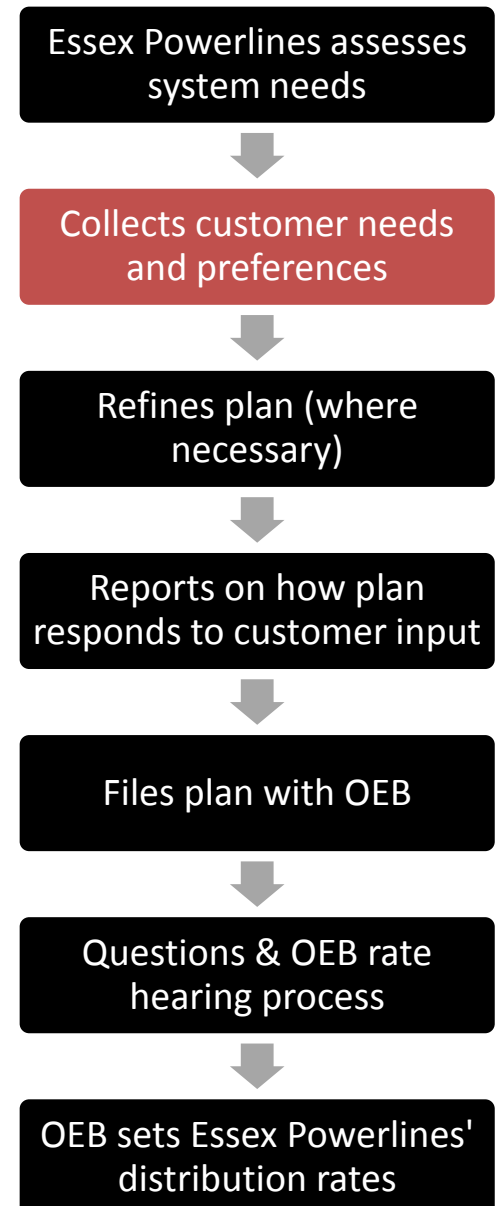 Essex Powerlines assesses
system needs
Collects customer needs
and preferences
Refines plan (where
necessary)
Reports on how plan
responds to customer input
Files plan with OEB
Questions & OEB rate
hearing process
OEB sets Essex Powerlines'
distribution rates